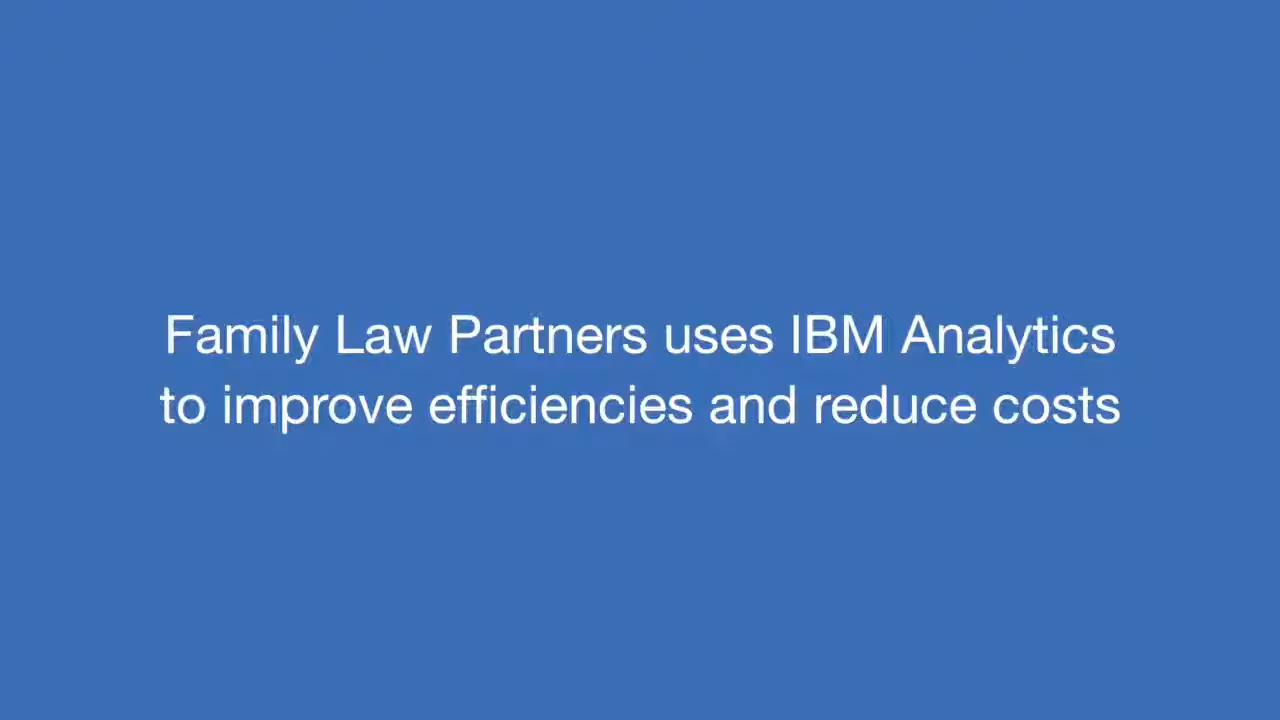 Family Law Partners uses IBM Analytics
to improve efficiencies and reduce costs